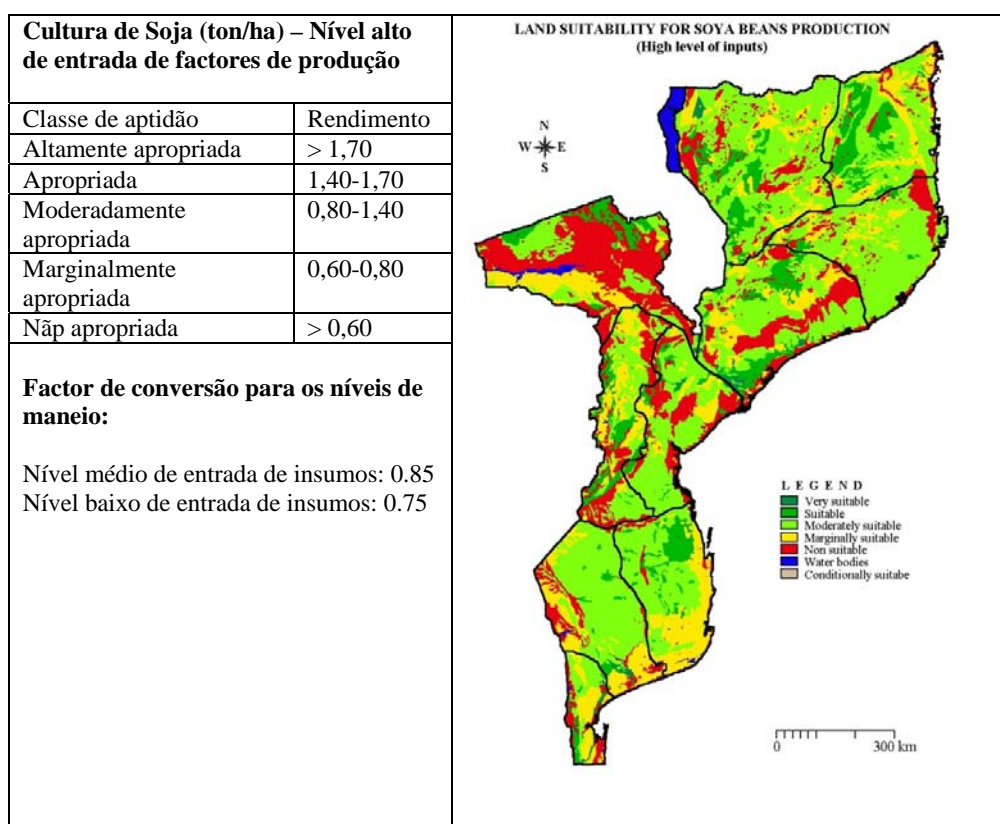 Cultura de Soja (ton/ha) – Nível alto
de entrada de factores de produção
Classe de aptidão Rendimento
Altamente apropriada > 1,70
Apropriada 1,40-1,70
Moderadamente 0,80-1,40
apropriada
Marginalmente 0,60-0,80
apropriada
Nãp apropriada > 0,60
Factor de conversão para os níveis de
maneio:
Nível médio de entrada de insumos: 0.85
Nível baixo de entrada de insumos: 0.75
LAND SUITABILITY FOR SOYA BEANS PRODUCTION
(High level of inputs)
N
W E
S
L E G E N D
Very suitable
Suitable
Moderately suitable
Marginally suitable
Non suitable
Water bodies
Conditionally suitabe
0 300 km